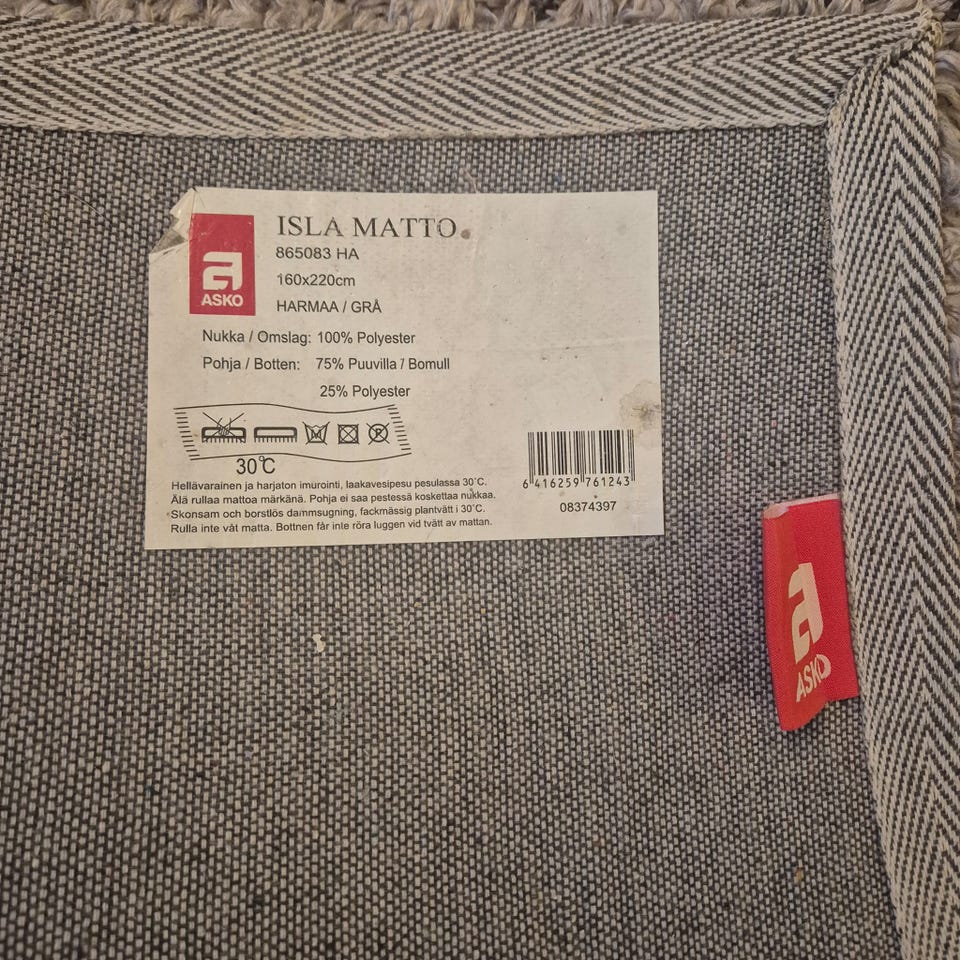 ISLA MATTO
865083 HA
160x220cm
HARMAA / GRÅ
a
ASKO
Nukka / Omslag: 100% Polyester
Pohja / Botten: 75% Puuvilla / Bomull
25% Polyester
30°C
Hellävarainen ja harjaton imurointi, laakavesipesu pesulassa 30°C.
Älä rullaa mattoa märkänä. Pohja ei saa pestessä koskettaa nukkaa.
Skonsam och borstlös dammsugning, fackmässig plantvätt i 30°C.
Rulla inte våt matta. Bottnen får inte röra luggen vid tvätt av mattan.
6 416259 761243
08374397
a
ASKO